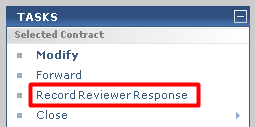 TASKS
Selected Contract
Modify
Forward
Record Reviewer Response
Close